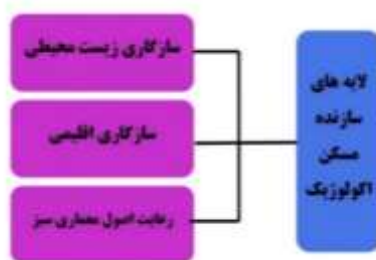 لایه های
سازنده
مسکن
اکولوژیک
سازگاری زیست محیطی
سازگاری اقلیمی
رعایت اصول معماری سبز